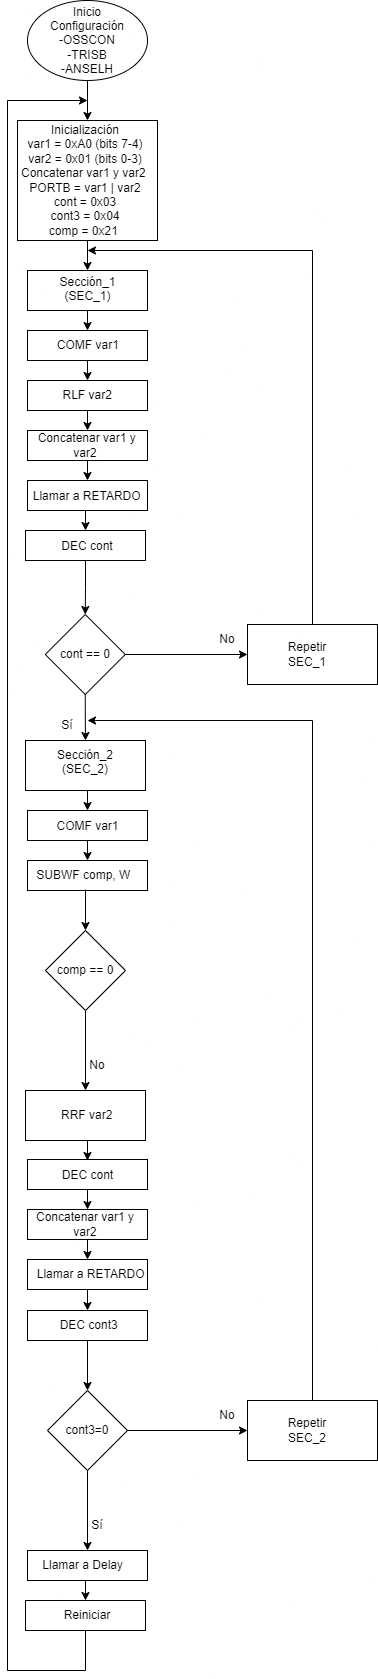 Inicio
Configuración
-OSSCON
-TRISB
-ANSELH
Inicialización
var1 = 0xA0 (bits 7-4)
var2 = 0x01 (bits 0-3)
Concatenar var1 y var2
PORTB = var1 | var2
cont = 0x03
cont3 = 0x04
comp = 0x21
Sección_1
(SEC_1)
COMF var1
RLF var2
Concatenar var1 y
var2
Llamar a RETARDO
DEC cont
cont == 0
No
Repetir
SEC_1
Sí
Sección_2
(SEC_2)
COMF var1
SUBWF comp, W
comp == 0
No
RRF var2
DEC cont
Concatenar var1 y
var2
Llamar a RETARDO
DEC cont3
cont3=0
No
Repetir
SEC_2
Sí
Llamar a Delay
Reiniciar